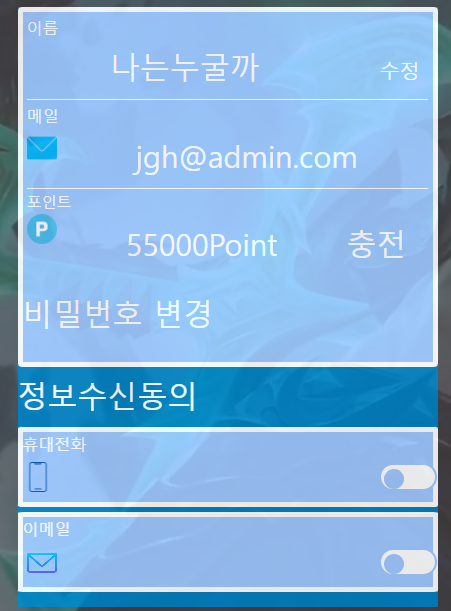 이름
나는누굴까 수정
메일
jgh@admin.com
포인트
P
55000Point 충전
비밀번호 변경
정보수신동의
휴대전화
이메일